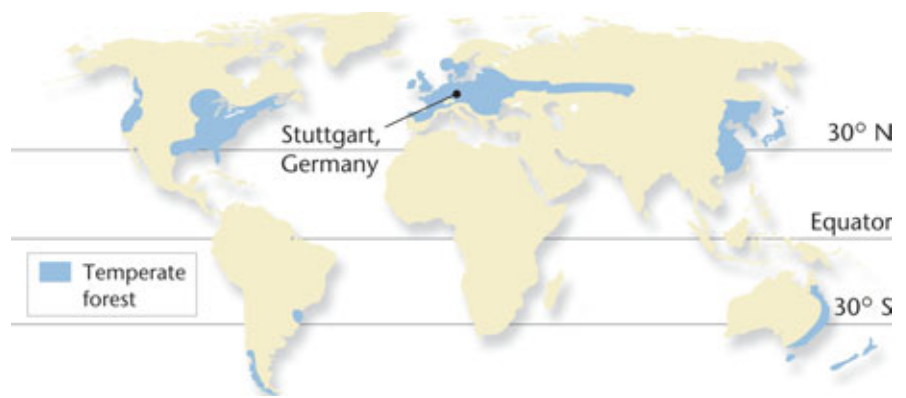 Stuttgart,
Germany
30° N
Equator
Temperate
forest
30° S